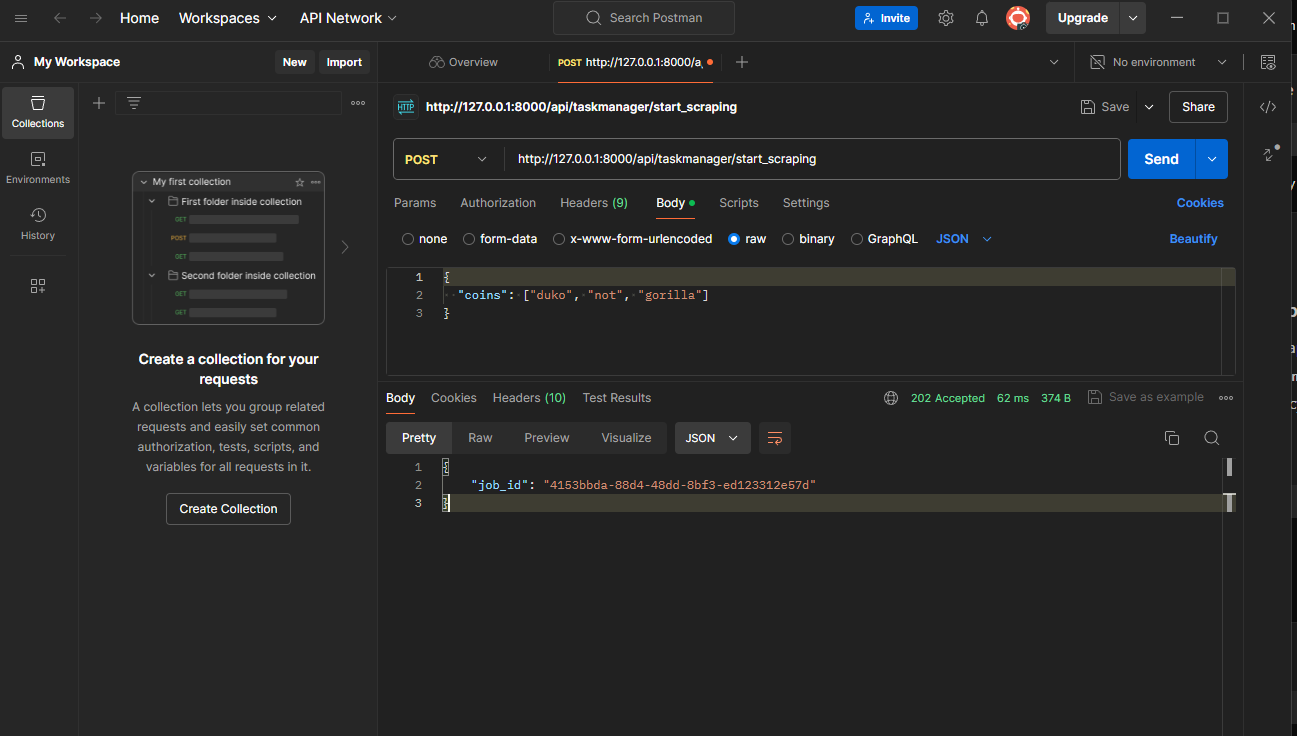 Home Workspaces API Network Search Postman Invite Upgrade
My Workspace New Import Overview POST http://127.0.0.1:8000/a No environment
Collections
Environments
History
My first collection
First folder inside collection
GET
POST
GET
Second folder inside collection
GET
GET
Create a collection for your
requests
A collection lets you group related
requests and easily set common
authorization, tests, scripts, and
variables for all requests in it.
Create Collection
HTTP http://127.0.0.1:8000/api/taskmanager/start_scraping Save Share
POST http://127.0.0.1:8000/api/taskmanager/start_scraping Send
Params Authorization Headers (9) Body Scripts Settings Cookies
none form-data x-www-form-urlencoded raw binary GraphQL JSON Beautify
1 {
2 "coins": ["duko", "not", "gorilla"]
3 }
Body Cookies Headers (10) Test Results 202 Accepted 62 ms 374 B Save as example
Pretty Raw Preview Visualize JSON
1 {
2 "job_id": "4153bbda-88d4-48dd-8bf3-ed123312e57d"
3 }